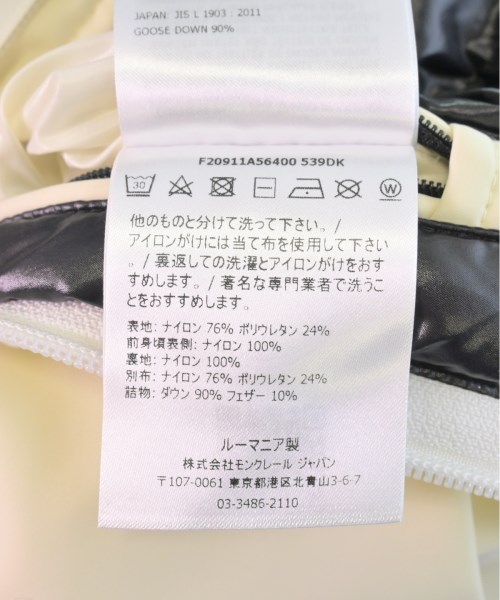 JAPAN: JIS L 1903 : 2011
GOOSE DOWN 90%
F20911A56400 539DK
30
W
他のものと分けて洗って下さい。/
アイロンがけには当て布を使用して下さい
。/ 裏返しての洗濯とアイロンがけをおす
すめします。/ 著名な専門業者で洗うこ
とをおすすめします。
表地: ナイロン 76% ポリウレタン 24%
前身頃表側: ナイロン 100%
裏地: ナイロン 100%
別布: ナイロン 76% ポリウレタン 24%
詰物: ダウン 90% フェザー 10%
ルーマニア製
株式会社モンクレール ジャパン
〒107-0061 東京都港区北青山3-6-7
03-3486-2110